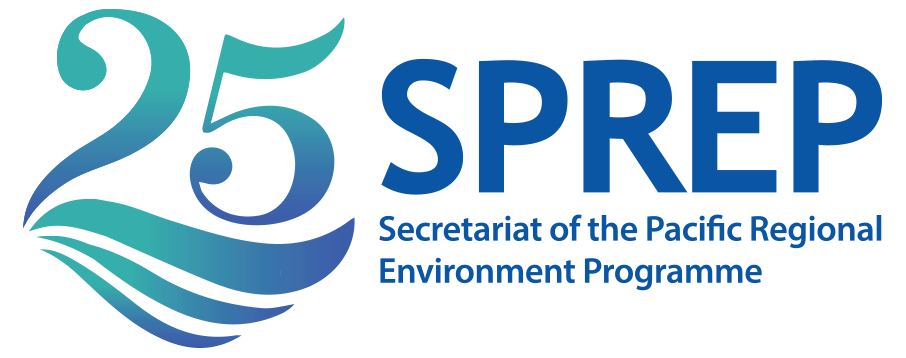 25
SPREP
Secretariat of the Pacific Regional
Environment Programme